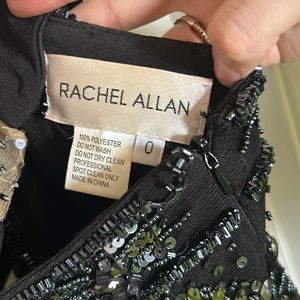 RACHEL ALLAN
100% POLYESTER
DO NOT WASH
DO NOT DRY CLEAN
PROFESSIONAL
SPOT CLEAN ONLY
MADE IN CHINA
0